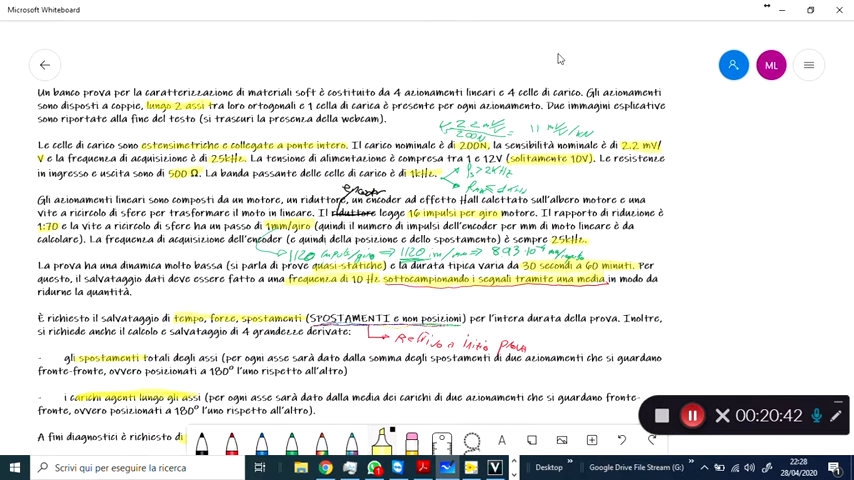 Microsoft Whiteboard
ML
Un banco prova per la caratterizzazione di materiali soft è costituito da 4 azionamenti lineari e 4 celle di carico. Gli azionamenti
sono disposti a coppie, lungo 2 assi tra loro ortogonali e 1 cella di carica è presente per ogni azionamento. Due immagini esplicative
sono riportate alla fine del testo (si trascuri la presenza della webcam).
Le celle di carico sono estensimetriche e collegate a ponte intero. Il carico nominale è di 200N, la sensibilità nominale è di 2.2 mV/
V e la frequenza di acquisizione è di 25kHz. La tensione di alimentazione è compresa tra 1 e 12V (solitamente 10V). Le resistenze
in ingresso e uscita sono di 500 Ω. La banda passante delle celle di carico è di 1kHz.
encoder
Gli azionamenti lineari sono composti da un motore, un riduttore, un encoder ad effetto Hall calettato sull'albero motore e una
vite a ricircolo di sfere per trasformare il moto in lineare. Il riduttore legge 16 impulsi per giro motore. Il rapporto di riduzione è
1:70 e la vite a ricircolo di sfere ha un passo di 1mm/giro (quindi il numero di impulsi dell'encoder per mm di moto lineare è da
calcolare). La frequenza di acquisizione dell'encoder (e quindi della posizione e dello spostamento) è sempre 25kHz.
1120 impulsi/giro ⇒ 1120 im/mm ⇒ 8.93·10⁻⁴ mm/impulso
La prova ha una dinamica molto bassa (si parla di prove quasi-statiche) e la durata tipica varia da 30 secondi a 60 minuti. Per
questo, il salvataggio dati deve essere fatto a una frequenza di 10 Hz sottocampionando i segnali tramite una media in modo da
ridurne la quantità.
È richiesto il salvataggio di tempo, forze, spostamenti (SPOSTAMENTI e non posizioni) per l'intera durata della prova. Inoltre,
si richiede anche il calcolo e salvataggio di 4 grandezze derivate:
inizio prova
· gli spostamenti totali degli assi (per ogni asse sarà dato dalla somma degli spostamenti di due azionamenti che si guardano
fronte-fronte, ovvero posizionati a 180° l'uno rispetto all'altro)
· i carichi agenti lungo gli assi (per ogni asse sarà dato dalla media dei carichi di due azionamenti che si guardano fronte-
fronte, ovvero posizionati a 180° l'uno rispetto all'altro).
A fini diagnostici è richiesto di
00:20:42
Scrivi qui per eseguire la ricerca
Desktop
Google Drive File Stream (G:)
22:28
28/04/2020